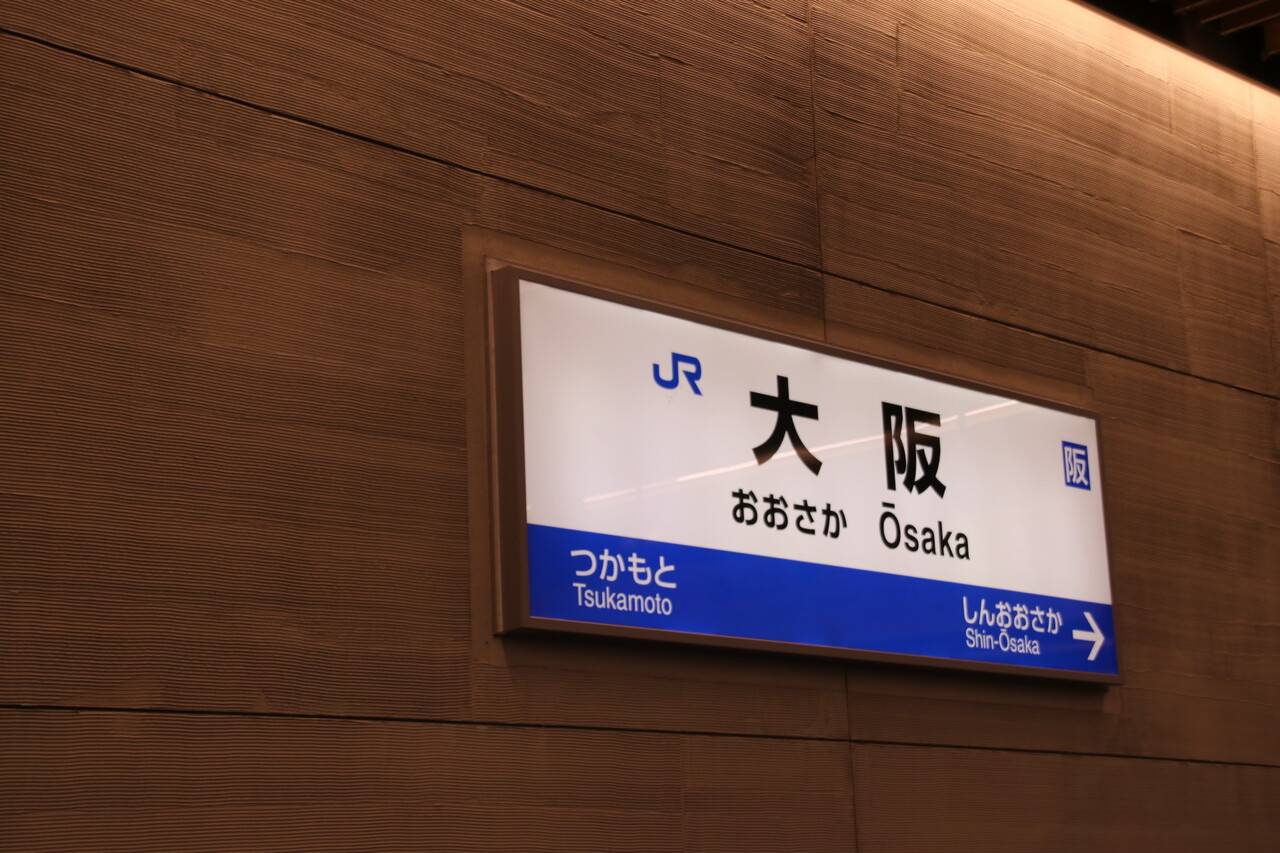 JR
大阪
阪
おおさか Ōsaka
つかもと
Tsukamoto
しんおおさか
Shin-Ōsaka